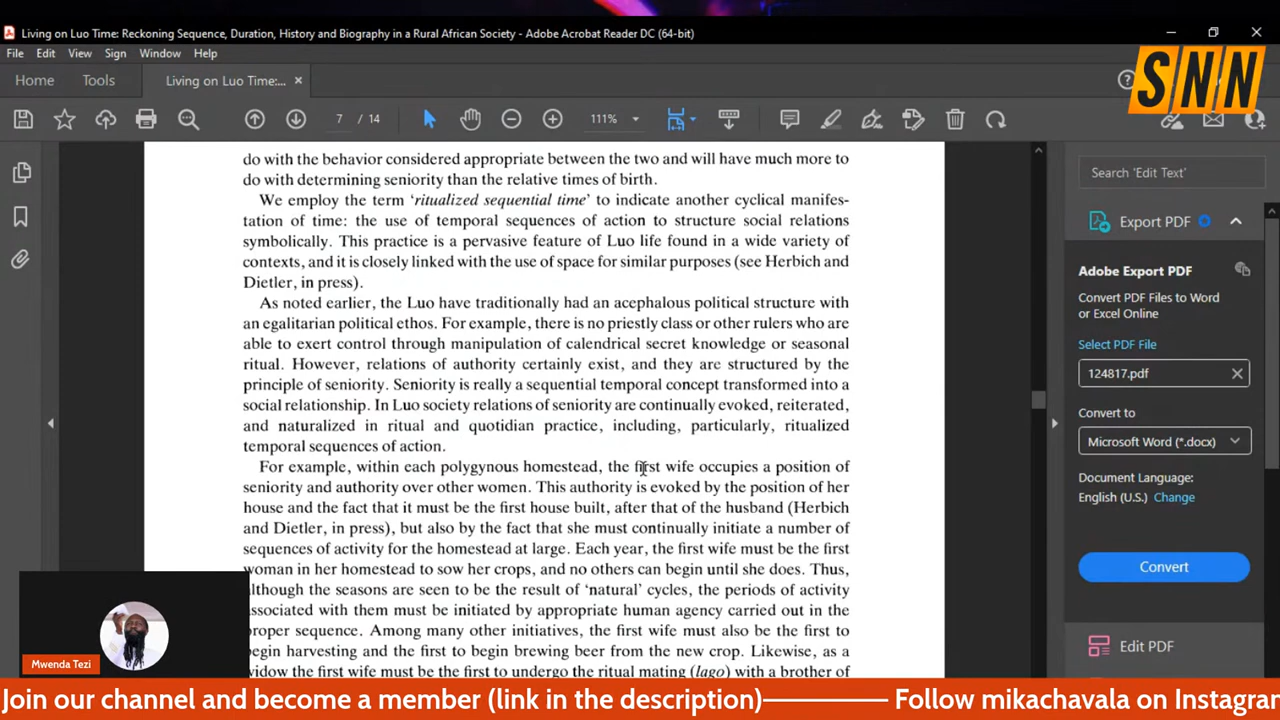 Living on Luo Time: Reckoning Sequence, Duration, History and Biography in a Rural African Society - Adobe Acrobat Reader DC (64-bit)
File Edit View Sign Window Help
Home Tools Living on Luo Time:... ×
SNN
7 / 14 111%
do with the behavior considered appropriate between the two and will have much more to
do with determining seniority than the relative times of birth.
We employ the term 'ritualized sequential time' to indicate another cyclical manifes-
tation of time: the use of temporal sequences of action to structure social relations
symbolically. This practice is a pervasive feature of Luo life found in a wide variety of
contexts, and it is closely linked with the use of space for similar purposes (see Herbich and
Dietler, in press).
As noted earlier, the Luo have traditionally had an acephalous political structure with
an egalitarian political ethos. For example, there is no priestly class or other rulers who are
able to exert control through manipulation of calendrical secret knowledge or seasonal
ritual. However, relations of authority certainly exist, and they are structured by the
principle of seniority. Seniority is really a sequential temporal concept transformed into a
social relationship. In Luo society relations of seniority are continually evoked, reiterated,
and naturalized in ritual and quotidian practice, including, particularly, ritualized
temporal sequences of action.
For example, within each polygynous homestead, the first wife occupies a position of
seniority and authority over other women. This authority is evoked by the position of her
house and the fact that it must be the first house built, after that of the husband (Herbich
and Dietler, in press), but also by the fact that she must continually initiate a number of
sequences of activity for the homestead at large. Each year, the first wife must be the first
woman in her homestead to sow her crops, and no others can begin until she does. Thus,
although the seasons are seen to be the result of 'natural' cycles, the periods of activity
associated with them must be initiated by appropriate human agency carried out in the
proper sequence. Among many other initiatives, the first wife must also be the first to
begin harvesting and the first to begin brewing beer from the new crop. Likewise, as a
widow the first wife must be the first to undergo the ritual mating (lago) with a brother of
Search 'Edit Text'
Export PDF
Adobe Export PDF
Convert PDF Files to Word
or Excel Online
Select PDF File
124817.pdf
Convert to
Microsoft Word (*.docx)
Document Language:
English (U.S.) Change
Convert
Edit PDF
Mwenda Tezi
Join our channel and become a member (link in the description)———— Follow mikachavala on Instagram